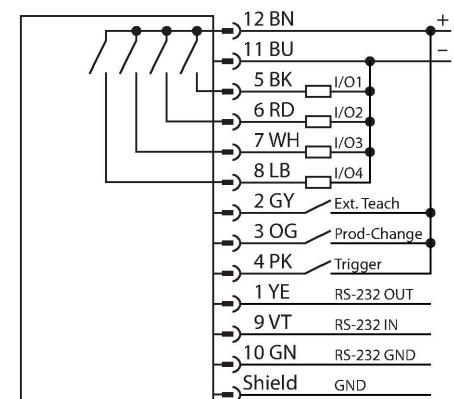 12 BN +
11 BU −
5 BK I/O1
6 RD I/O2
7 WH I/O3
8 LB I/O4
2 GY Ext. Teach
3 OG Prod-Change
4 PK Trigger
1 YE RS-232 OUT
9 VT RS-232 IN
10 GN RS-232 GND
Shield GND